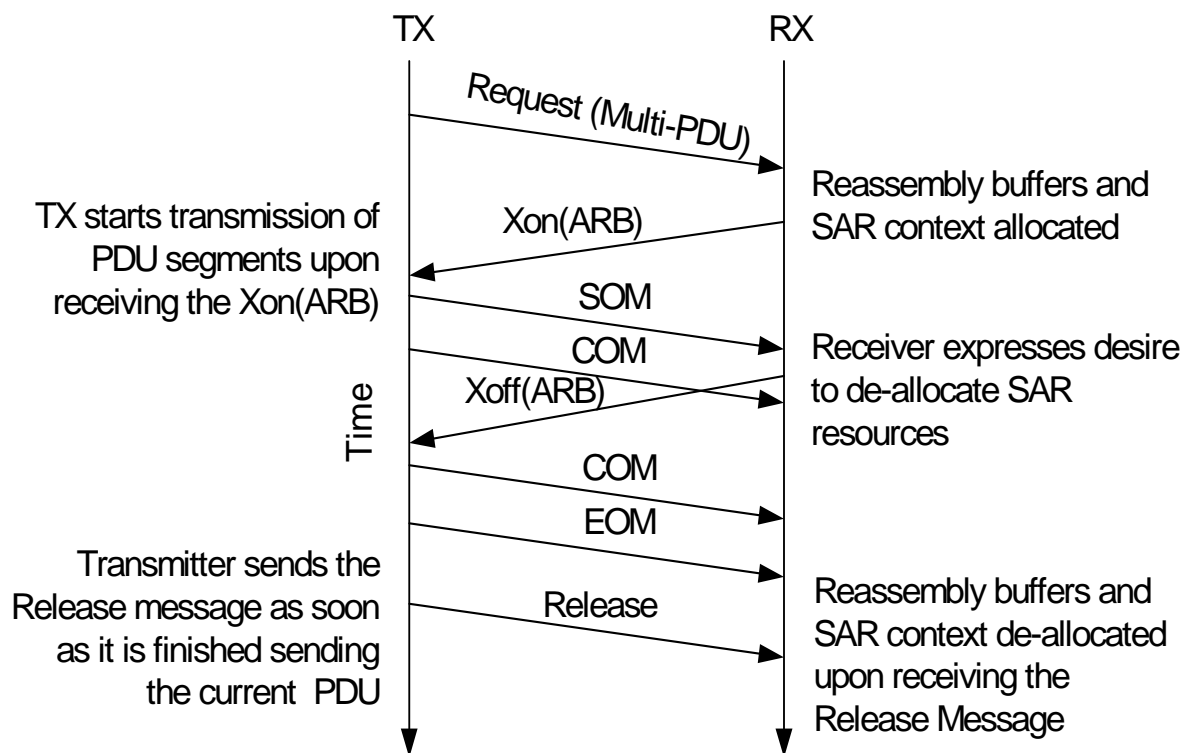 TX
RX
Request (Multi-PDU)
Reassembly buffers and
SAR context allocated
TX starts transmission of
PDU segments upon
receiving the Xon(ARB)
Xon(ARB)
SOM
COM
Receiver expresses desire
to de-allocate SAR
resources
Xoff(ARB)
Time
COM
EOM
Transmitter sends the
Release message as soon
as it is finished sending
the current PDU
Release
Reassembly buffers and
SAR context de-allocated
upon receiving the
Release Message